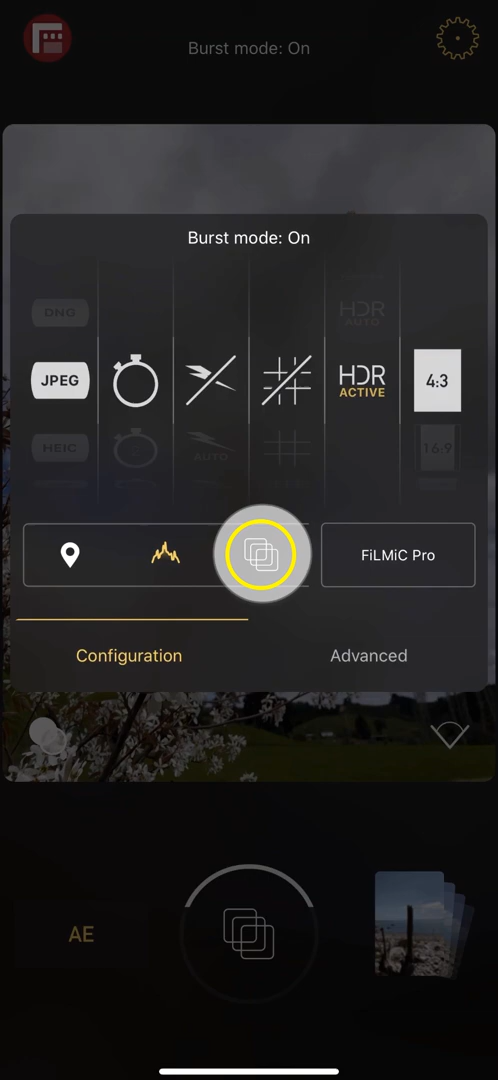 Burst mode: On
Burst mode: On
DNG
HDR
AUTO
JPEG
HDR
ACTIVE
4:3
HEIC
AUTO
16:9
FiLMiC Pro
Configuration
Advanced
AE